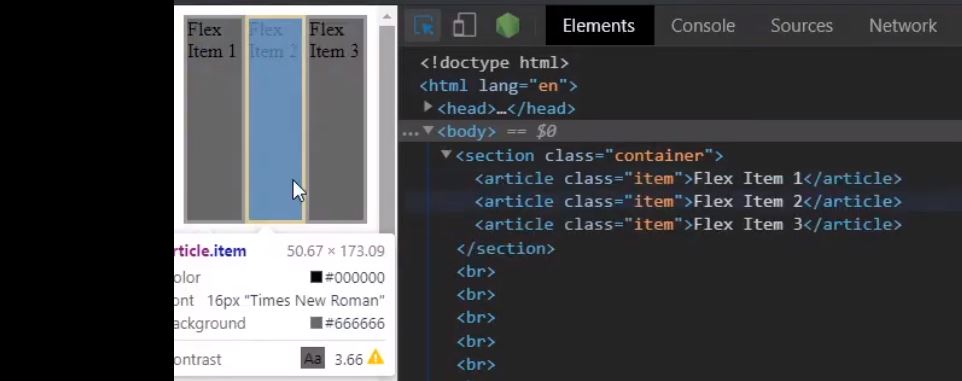 Flex Item 1
Flex Item 2
Flex Item 3
rticle.item 50.67 × 173.09
olor #000000
ont 16px "Times New Roman"
ackground #666666
ontrast Aa 3.66
Elements Console Sources Network
<!doctype html>
<html lang="en">
<head>…</head>
... <body> == $0
<section class="container">
<article class="item">Flex Item 1</article>
<article class="item">Flex Item 2</article>
<article class="item">Flex Item 3</article>
</section>
<br>
<br>
<br>
<br>
<br>